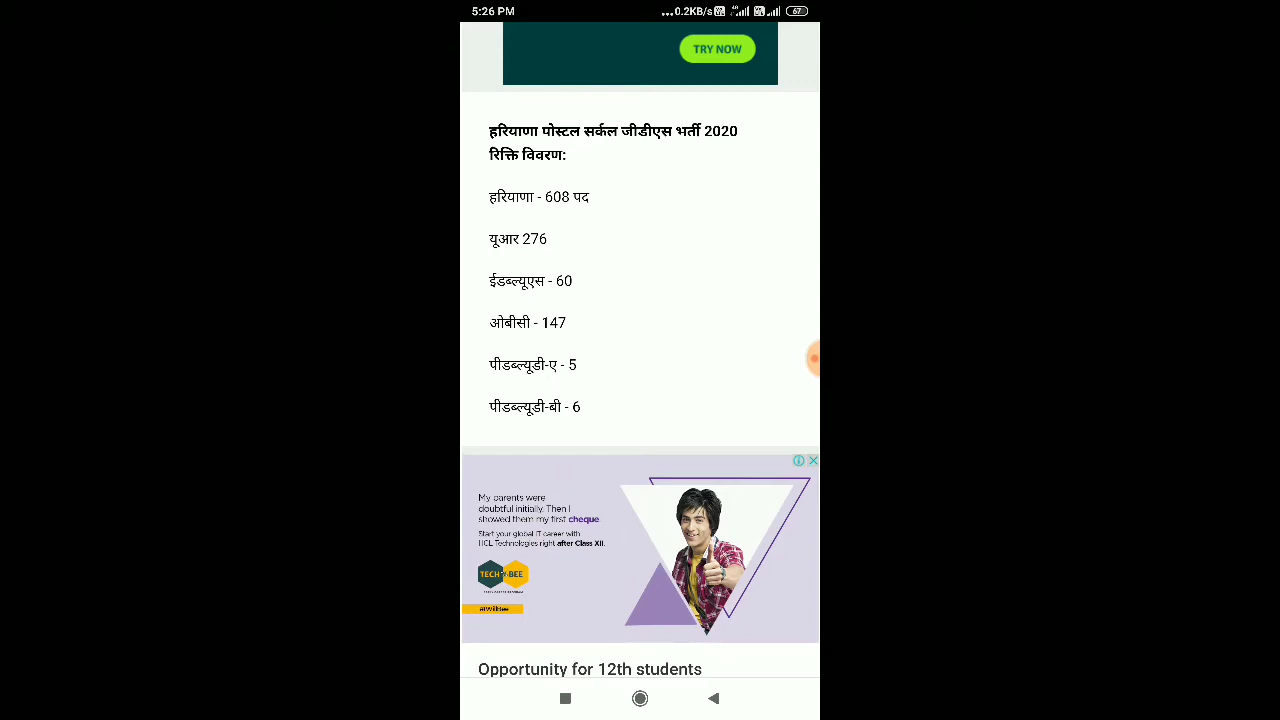 5:26 PM
...0.2KB/s
4G
67
TRY NOW
हरियाणा पोस्टल सर्कल जीडीएस भर्ती 2020
रिक्ति विवरण:
हरियाणा - 608 पद
यूआर 276
ईडब्ल्यूएस - 60
ओबीसी - 147
पीडब्ल्यूडी-ए - 5
पीडब्ल्यूडी-बी - 6
My parents were
doubtful initially. Then I
showed them my first cheque.
Start your global IT career with
HCL Technologies right after Class XII.
TECH BEE
#IWillBee
Opportunity for 12th students